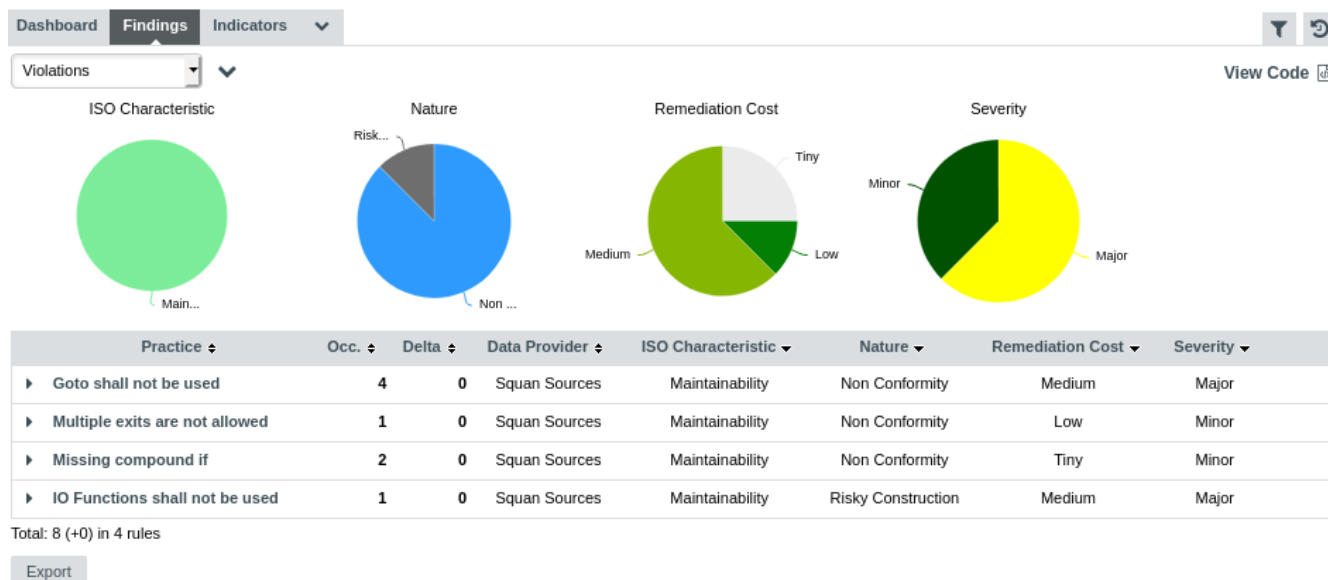 Dashboard Findings Indicators
Violations
View Code
ISO Characteristic Nature Remediation Cost Severity
Risk...
Tiny
Minor
Medium Low Major
Main... Non ...
Practice Occ. Delta Data Provider ISO Characteristic Nature Remediation Cost Severity
Goto shall not be used 4 0 Squan Sources Maintainability Non Conformity Medium Major
Multiple exits are not allowed 1 0 Squan Sources Maintainability Non Conformity Low Minor
Missing compound if 2 0 Squan Sources Maintainability Non Conformity Tiny Minor
IO Functions shall not be used 1 0 Squan Sources Maintainability Risky Construction Medium Major
Total: 8 (+0) in 4 rules
Export